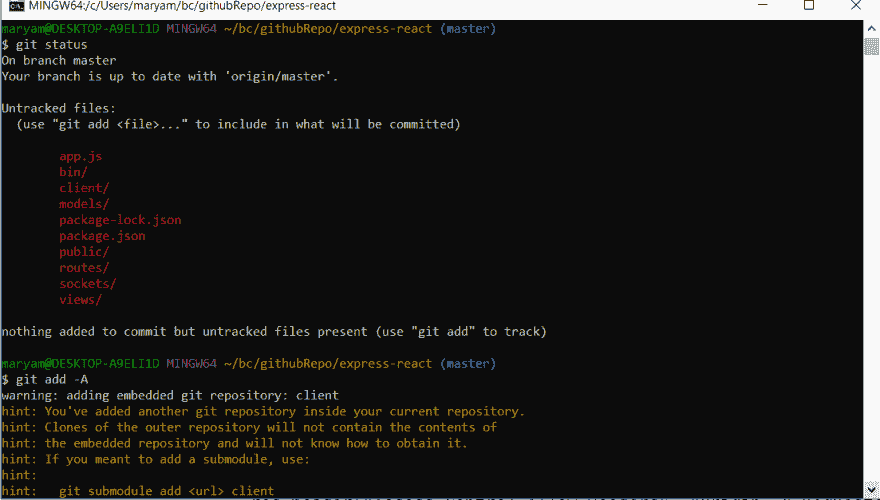 MINGW64:/c/Users/maryam/bc/githubRepo/express-react
maryam@DESKTOP-A9ELI1D MINGW64 ~/bc/githubRepo/express-react (master)
$ git status
On branch master
Your branch is up to date with 'origin/master'.
Untracked files:
(use "git add <file>..." to include in what will be committed)
app.js
bin/
client/
models/
package-lock.json
package.json
public/
routes/
sockets/
views/
nothing added to commit but untracked files present (use "git add" to track)
maryam@DESKTOP-A9ELI1D MINGW64 ~/bc/githubRepo/express-react (master)
$ git add -A
warning: adding embedded git repository: client
hint: You've added another git repository inside your current repository.
hint: Clones of the outer repository will not contain the contents of
hint: the embedded repository and will not know how to obtain it.
hint: If you meant to add a submodule, use:
hint:
hint:   git submodule add <url> client